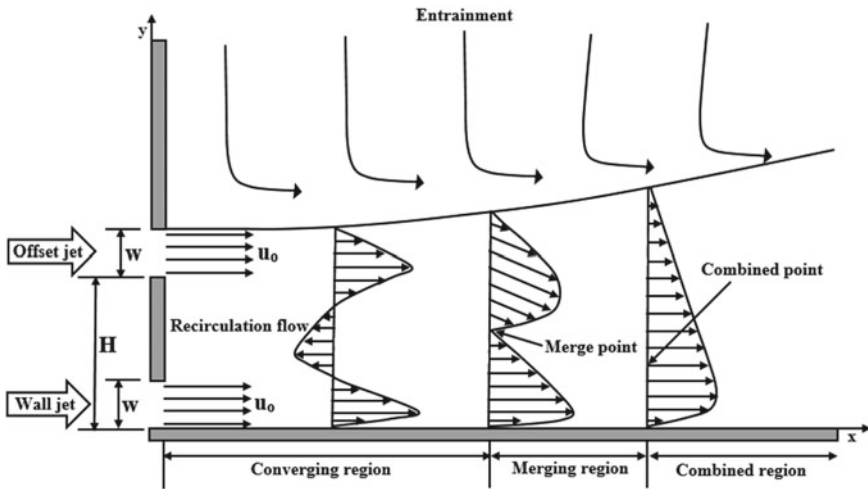 y
Entrainment
Offset jet
w
u₀
Combined point
Recirculation flow
H
Merge point
Wall jet
w
u₀
x
Converging region
Merging region
Combined region